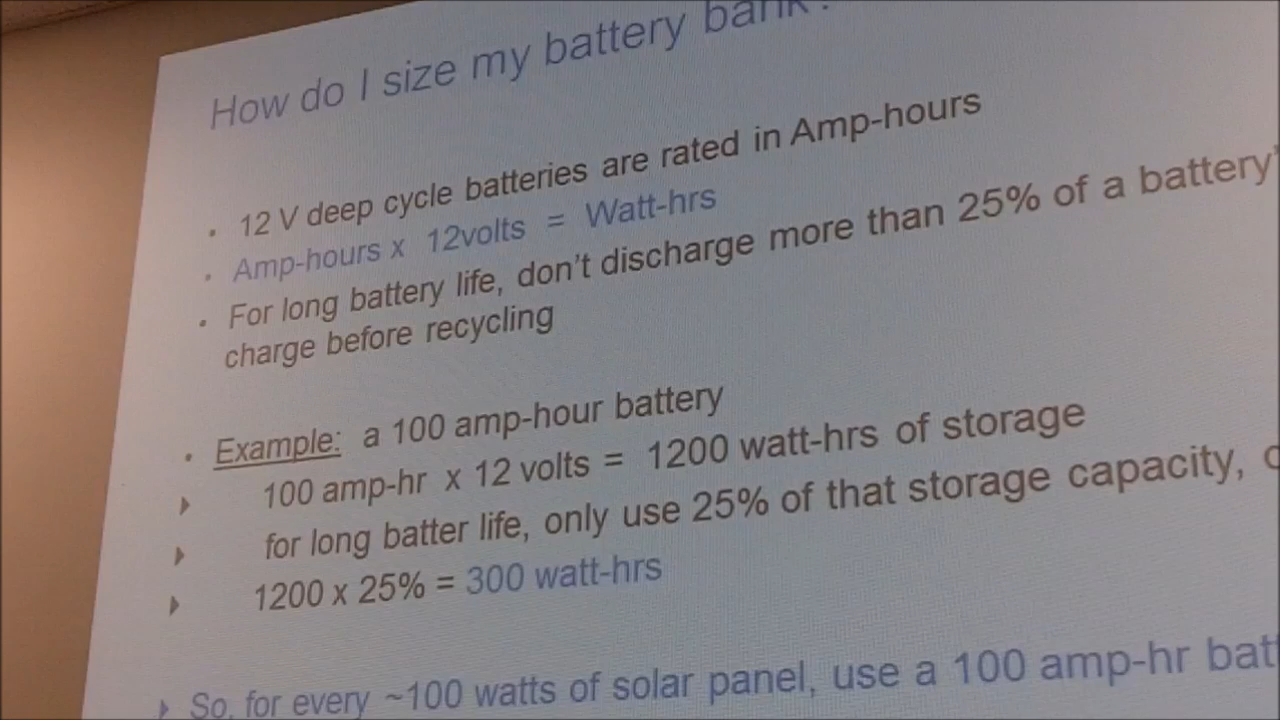 How do I size my battery bank?
• 12 V deep cycle batteries are rated in Amp-hours
• Amp-hours x 12volts = Watt-hrs
• For long battery life, don't discharge more than 25% of a battery'
charge before recycling
• Example: a 100 amp-hour battery
100 amp-hr x 12 volts = 1200 watt-hrs of storage
for long batter life, only use 25% of that storage capacity,
1200 x 25% = 300 watt-hrs
So, for every ~100 watts of solar panel, use a 100 amp-hr bat